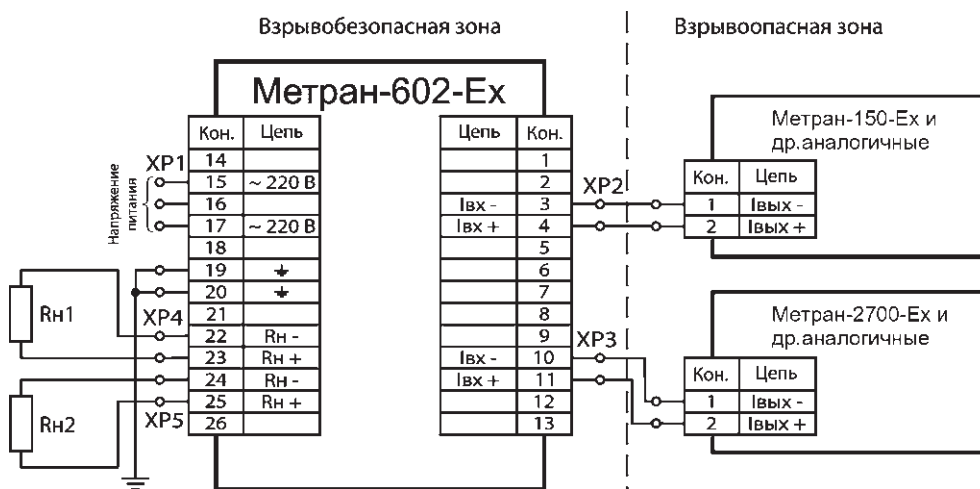 Взрывобезопасная зона
Взрывоопасная зона
Метран-602-Ex
Кон. Цепь
14
15 ~ 220 В
16
17 ~ 220 В
18
19
20
21
22 Rн -
23 Rн +
24 Rн -
25 Rн +
26
XP1
Напряжение
питания
XP4
XP5
Rн1
Rн2
Цепь Кон.
1
2
Iвх - 3
Iвх + 4
5
6
7
8
9
Iвх - 10
Iвх + 11
12
13
XP2
XP3
Метран-150-Ex и
др.аналогичные
Кон. Цепь
1 Iвых -
2 Iвых +
Метран-2700-Ex и
др.аналогичные
Кон. Цепь
1 Iвых -
2 Iвых +